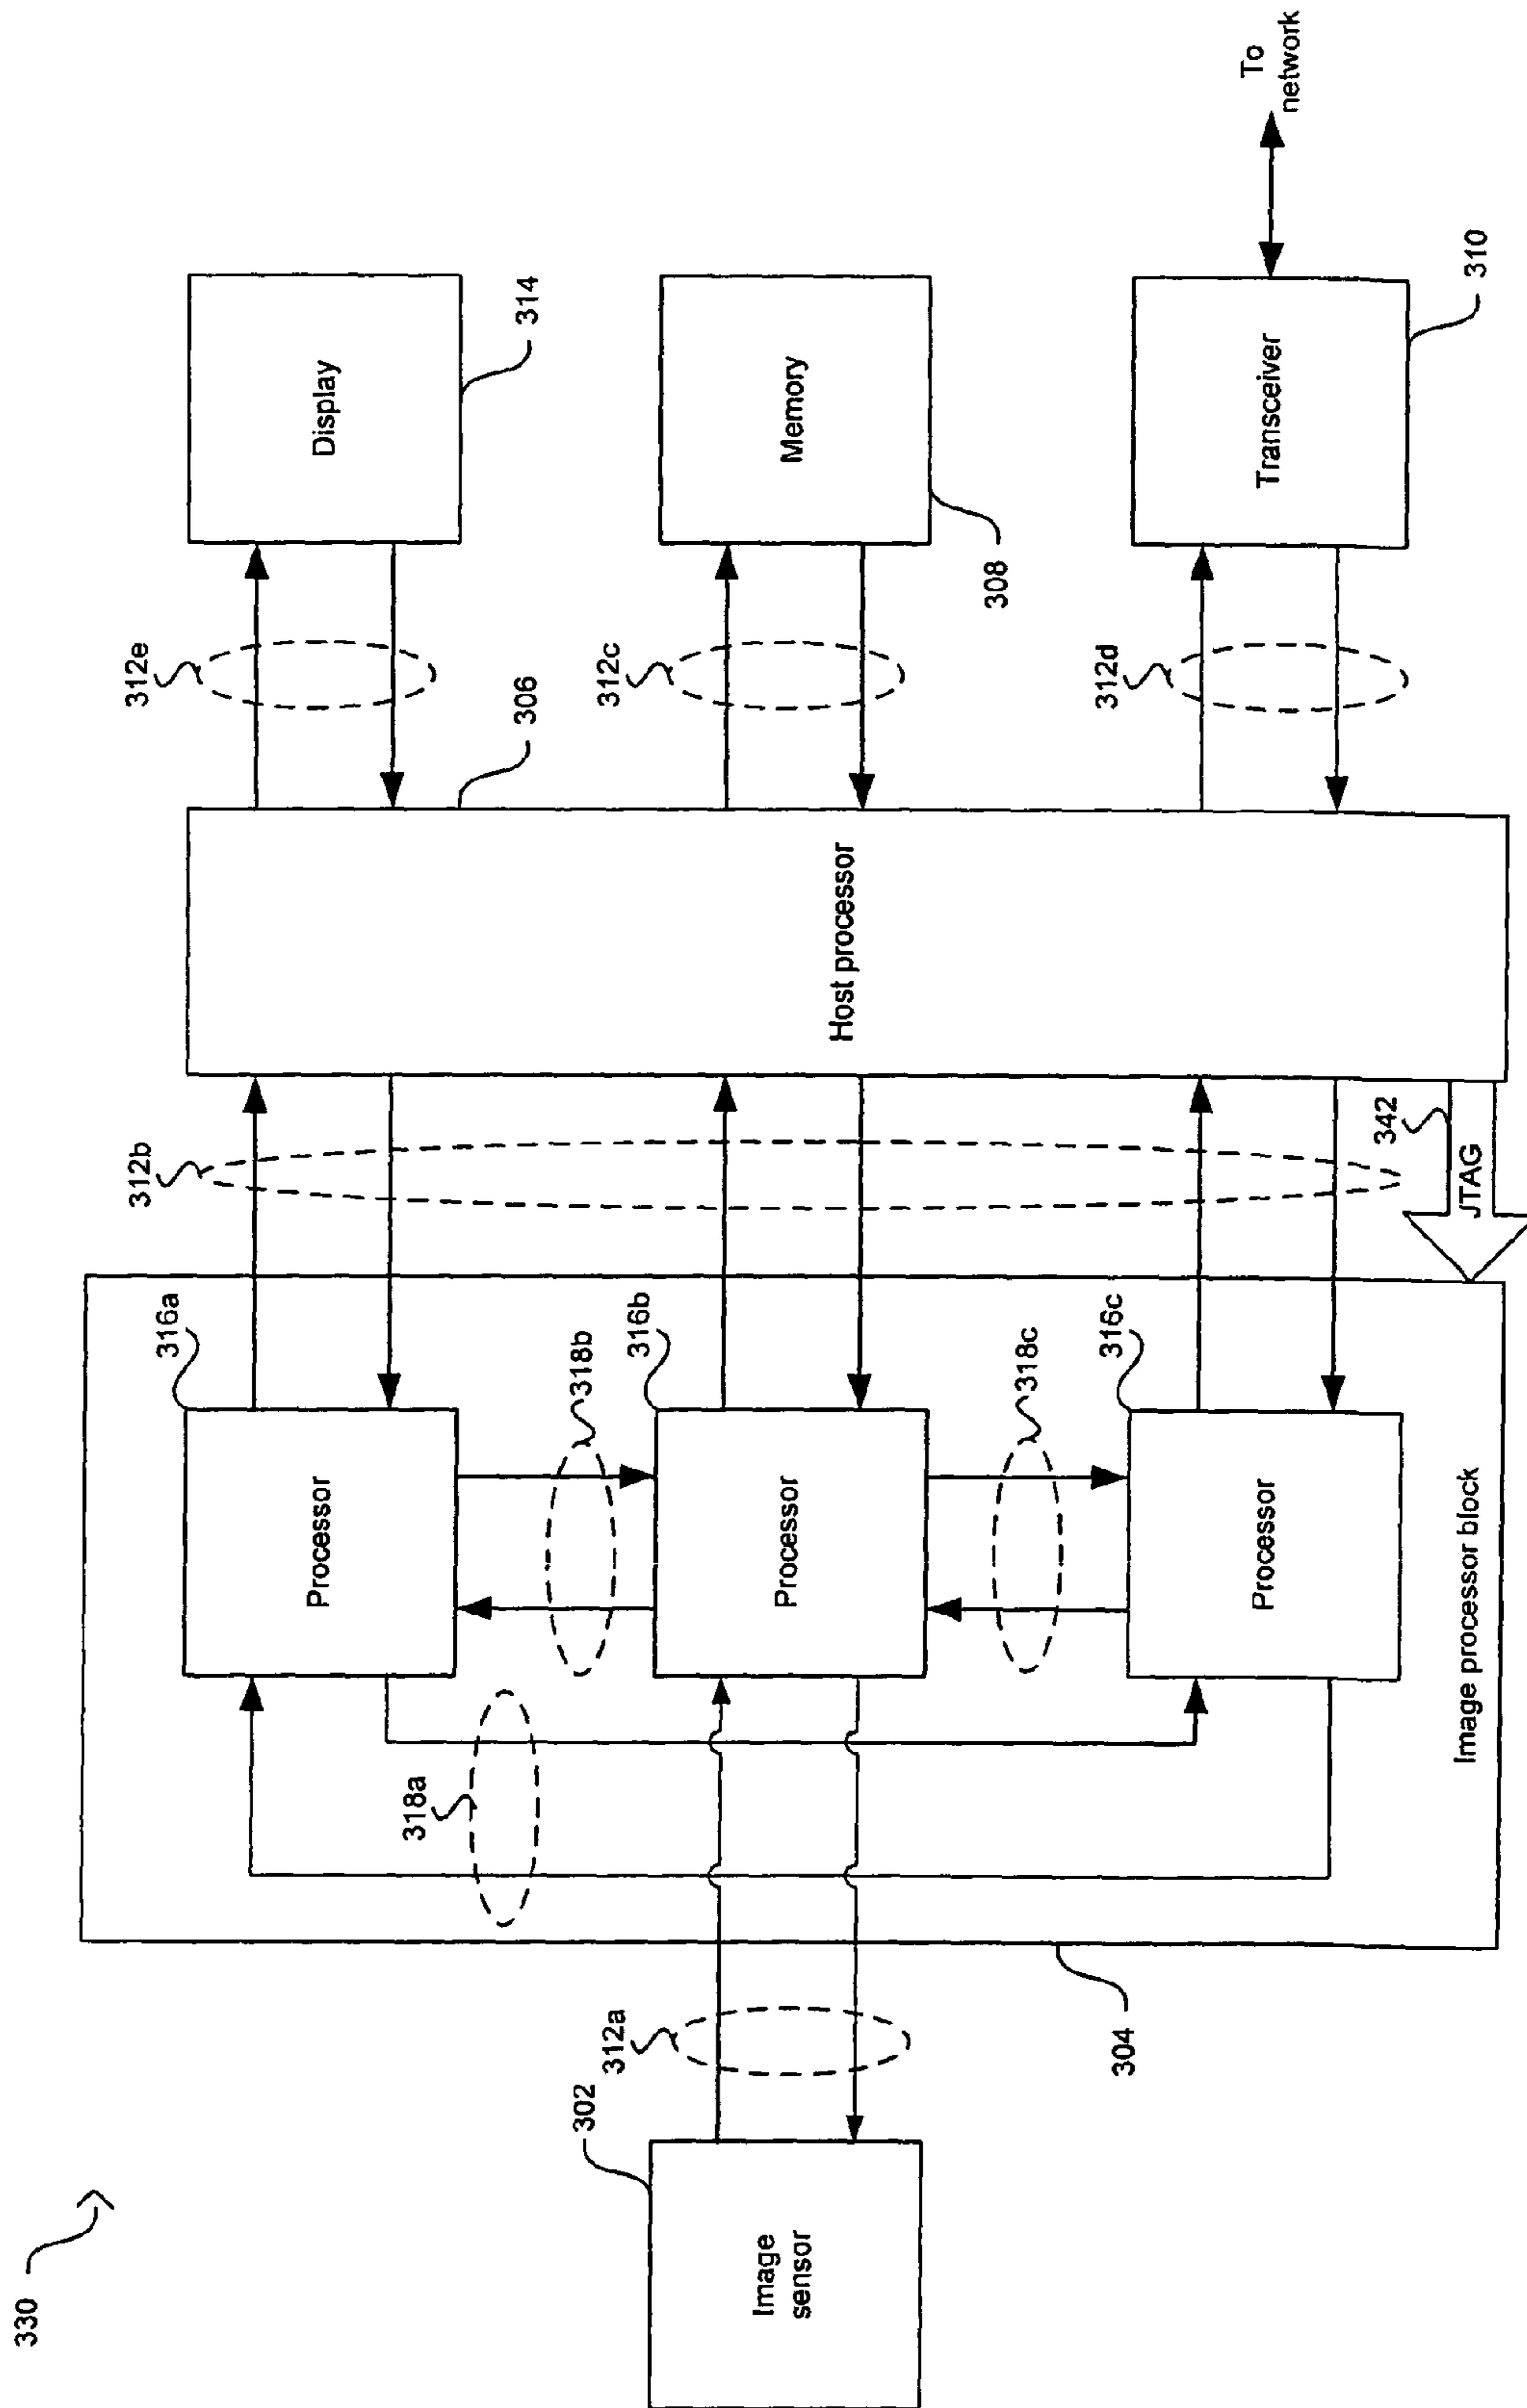 330
302
Image
sensor
312a
304
Image processor block
318a
316a
Processor
318b
316b
Processor
318c
316c
Processor
312b
342
JTAG
306
Host processor
312e
312c
312d
Display
314
Memory
308
Transceiver
310
To
network